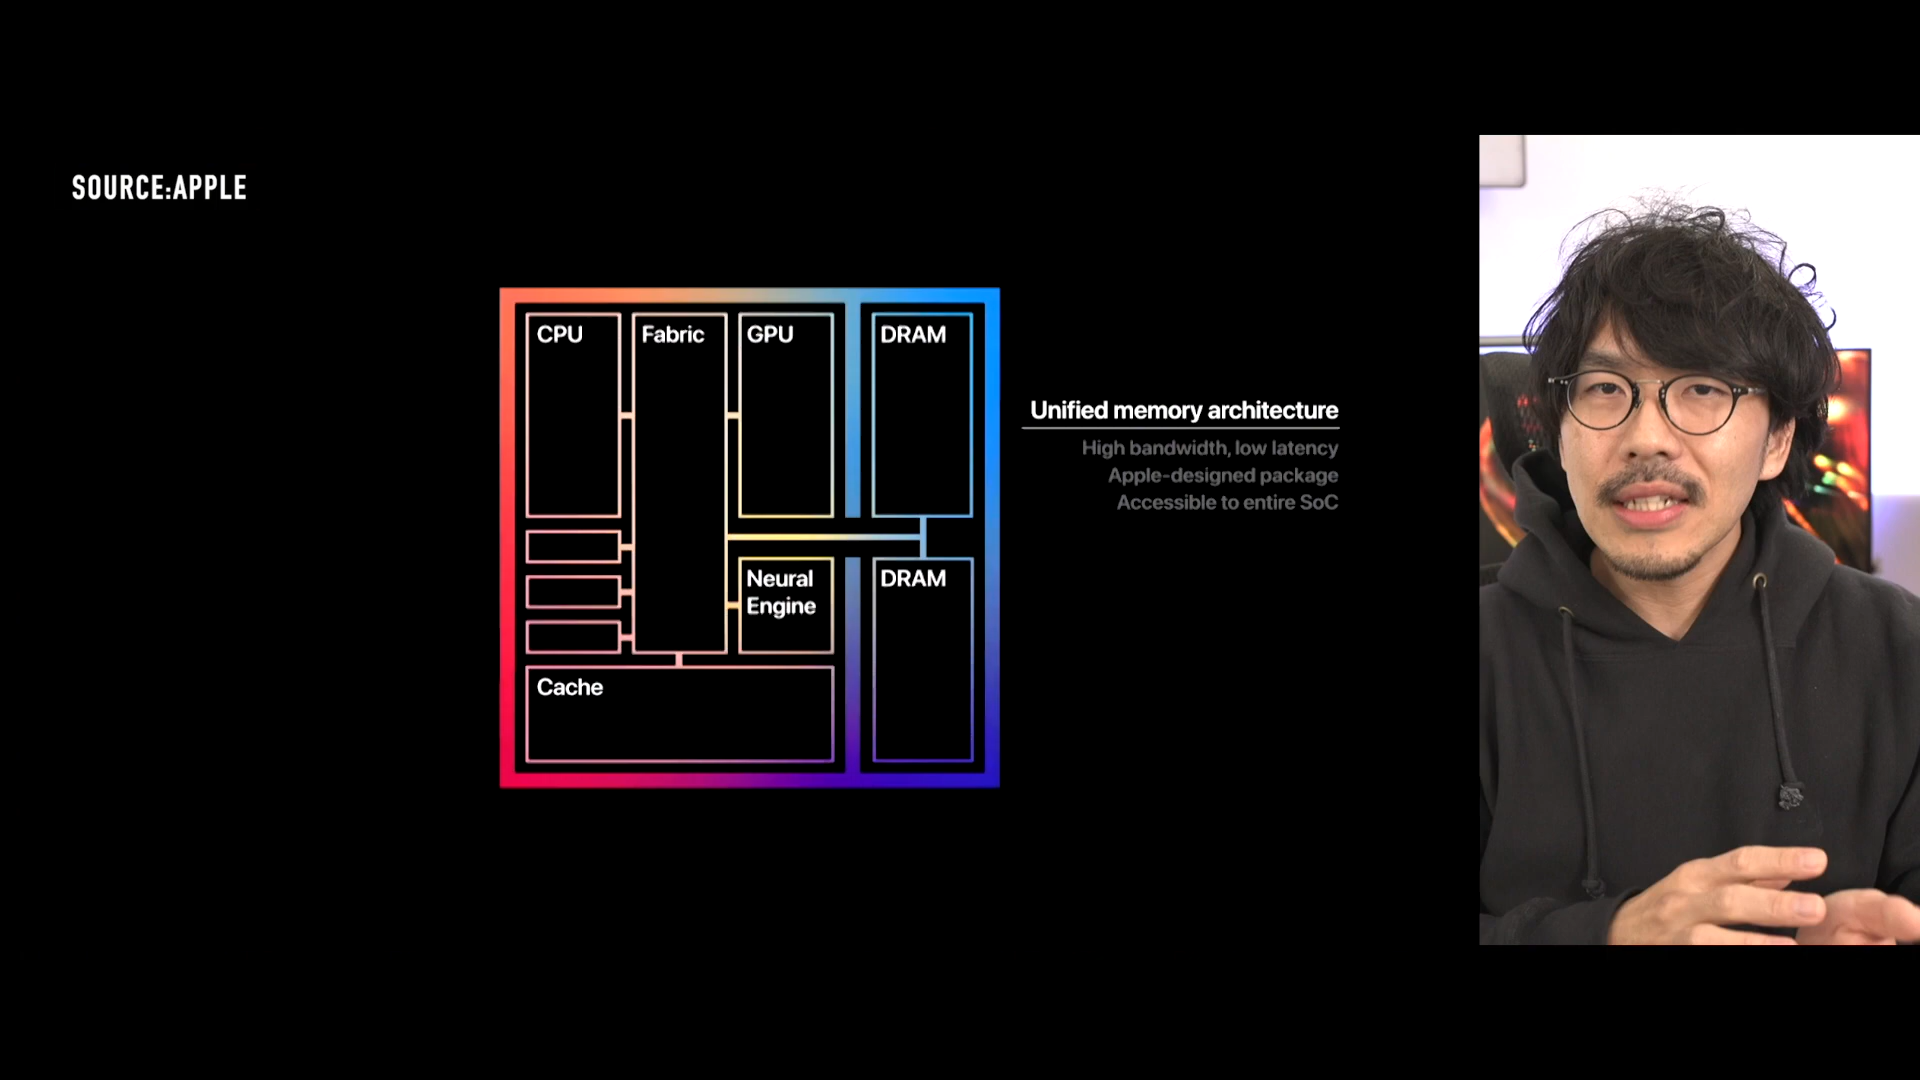 SOURCE:APPLE
CPU
Fabric
GPU
DRAM
Unified memory architecture
High bandwidth, low latency
Apple-designed package
Accessible to entire SoC
Neural
Engine
DRAM
Cache